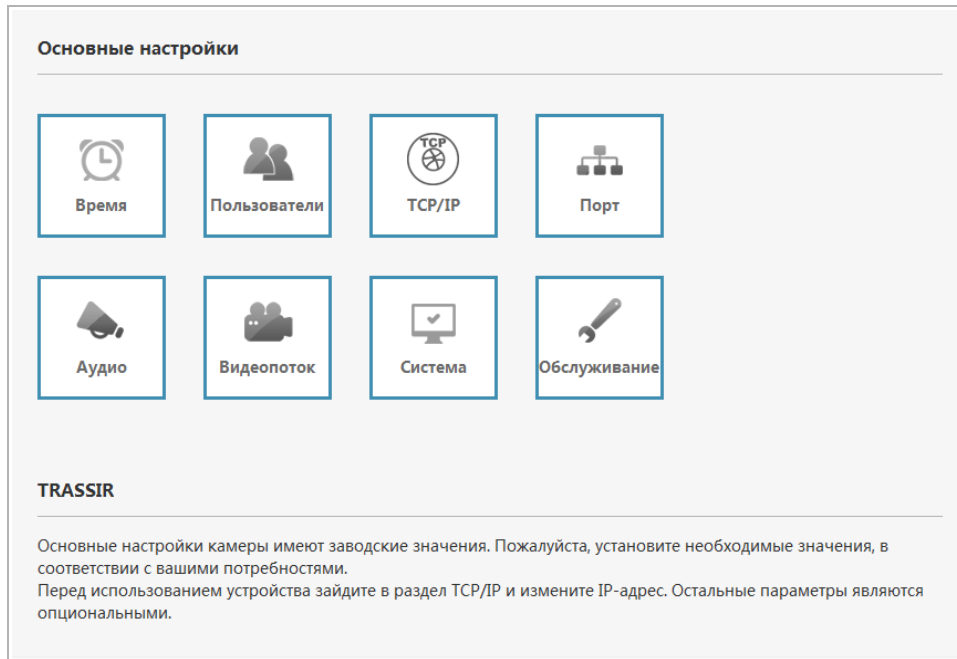 Основные настройки
TCP
Время
Пользователи
TCP/IP
Порт
Аудио
Видеопоток
Система
Обслуживание
TRASSIR
Основные настройки камеры имеют заводские значения. Пожалуйста, установите необходимые значения, в
соответствии с вашими потребностями.
Перед использованием устройства зайдите в раздел TCP/IP и измените IP-адрес. Остальные параметры являются
опциональными.